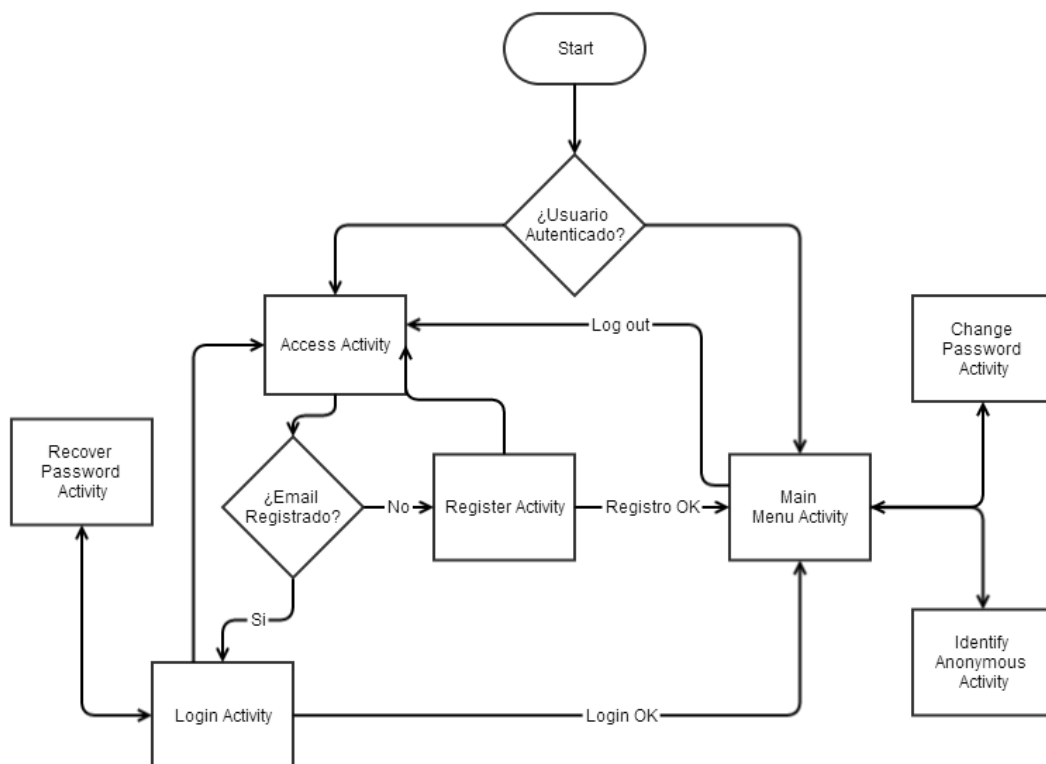 Start
¿Usuario
Autenticado?
Access Activity
Log out
Change
Password
Activity
Recover
Password
Activity
¿Email
Registrado?
No
Register Activity
Registro OK
Main
Menu Activity
Si
Identify
Anonymous
Activity
Login Activity
Login OK